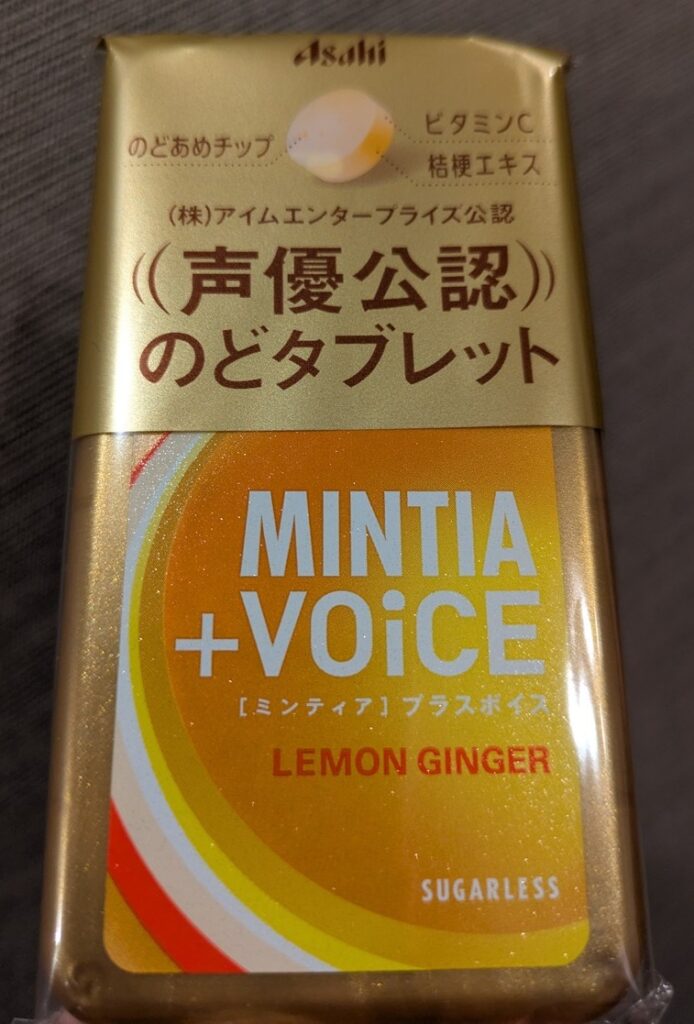 Asahi
のどあめチップ
ビタミンC
桔梗エキス
(株)アイムエンタープライズ公認
((声優公認))
のどタブレット
MINTIA
+VOiCE
[ミンティア] プラスボイス
LEMON GINGER
SUGARLESS